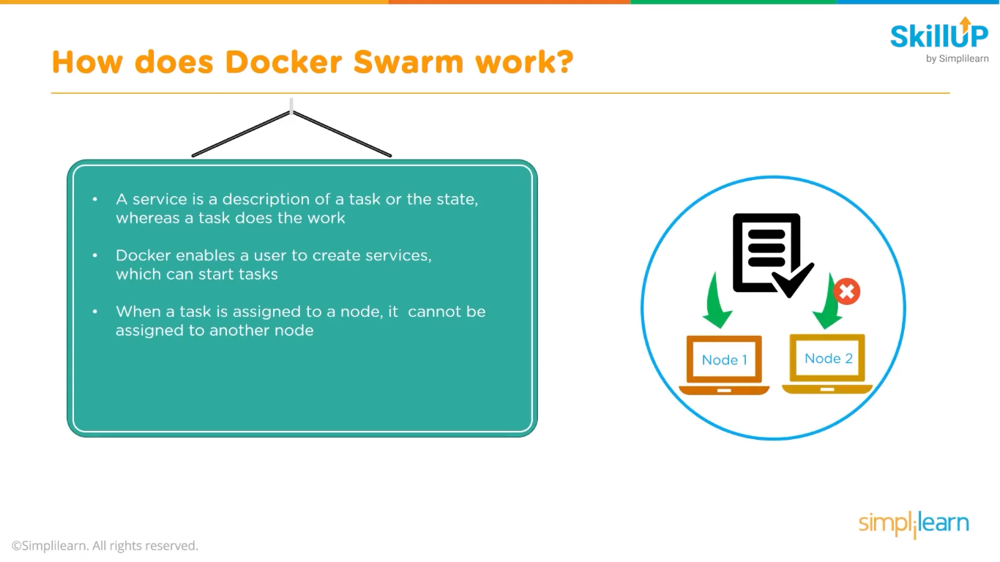 SkillUP
by Simplilearn
How does Docker Swarm work?
• A service is a description of a task or the state,
whereas a task does the work
• Docker enables a user to create services,
which can start tasks
• When a task is assigned to a node, it  cannot be
assigned to another node
Node 1
Node 2
simplilearn
©Simplilearn. All rights reserved.